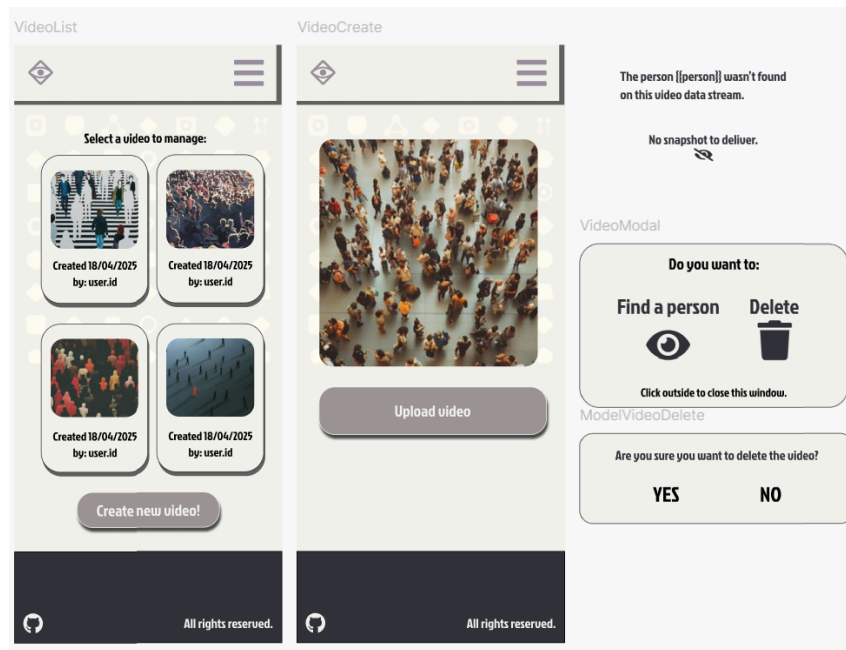 VideoList
Select a video to manage:
Created 18/04/2025
by: user.id
Created 18/04/2025
by: user.id
Created 18/04/2025
by: user.id
Created 18/04/2025
by: user.id
Create new video!
All rights reserved.
VideoCreate
Upload video
All rights reserved.
The person [[person]] wasn't found
on this video data stream.
No snapshot to deliver.
VideoModal
Do you want to:
Find a person
Delete
Click outside to close this window.
ModelVideoDelete
Are you sure you want to delete the video?
YES
NO